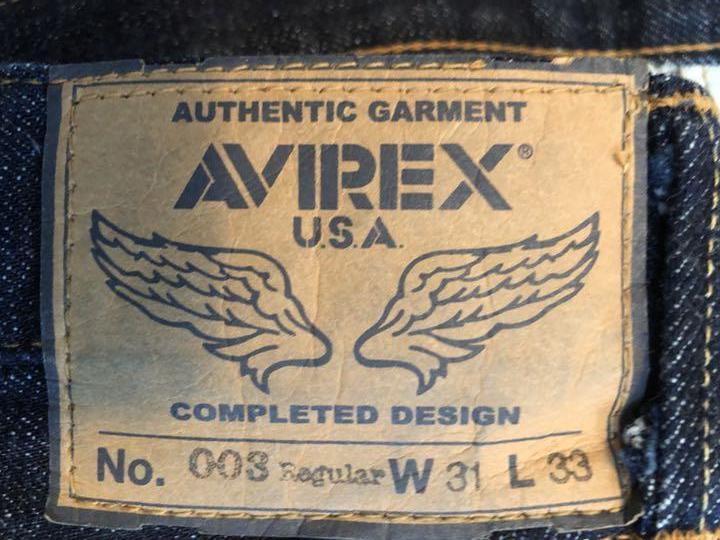 AUTHENTIC GARMENT
AVIREX®
U.S.A.
COMPLETED DESIGN
No. 003 Regular W 31 L 33